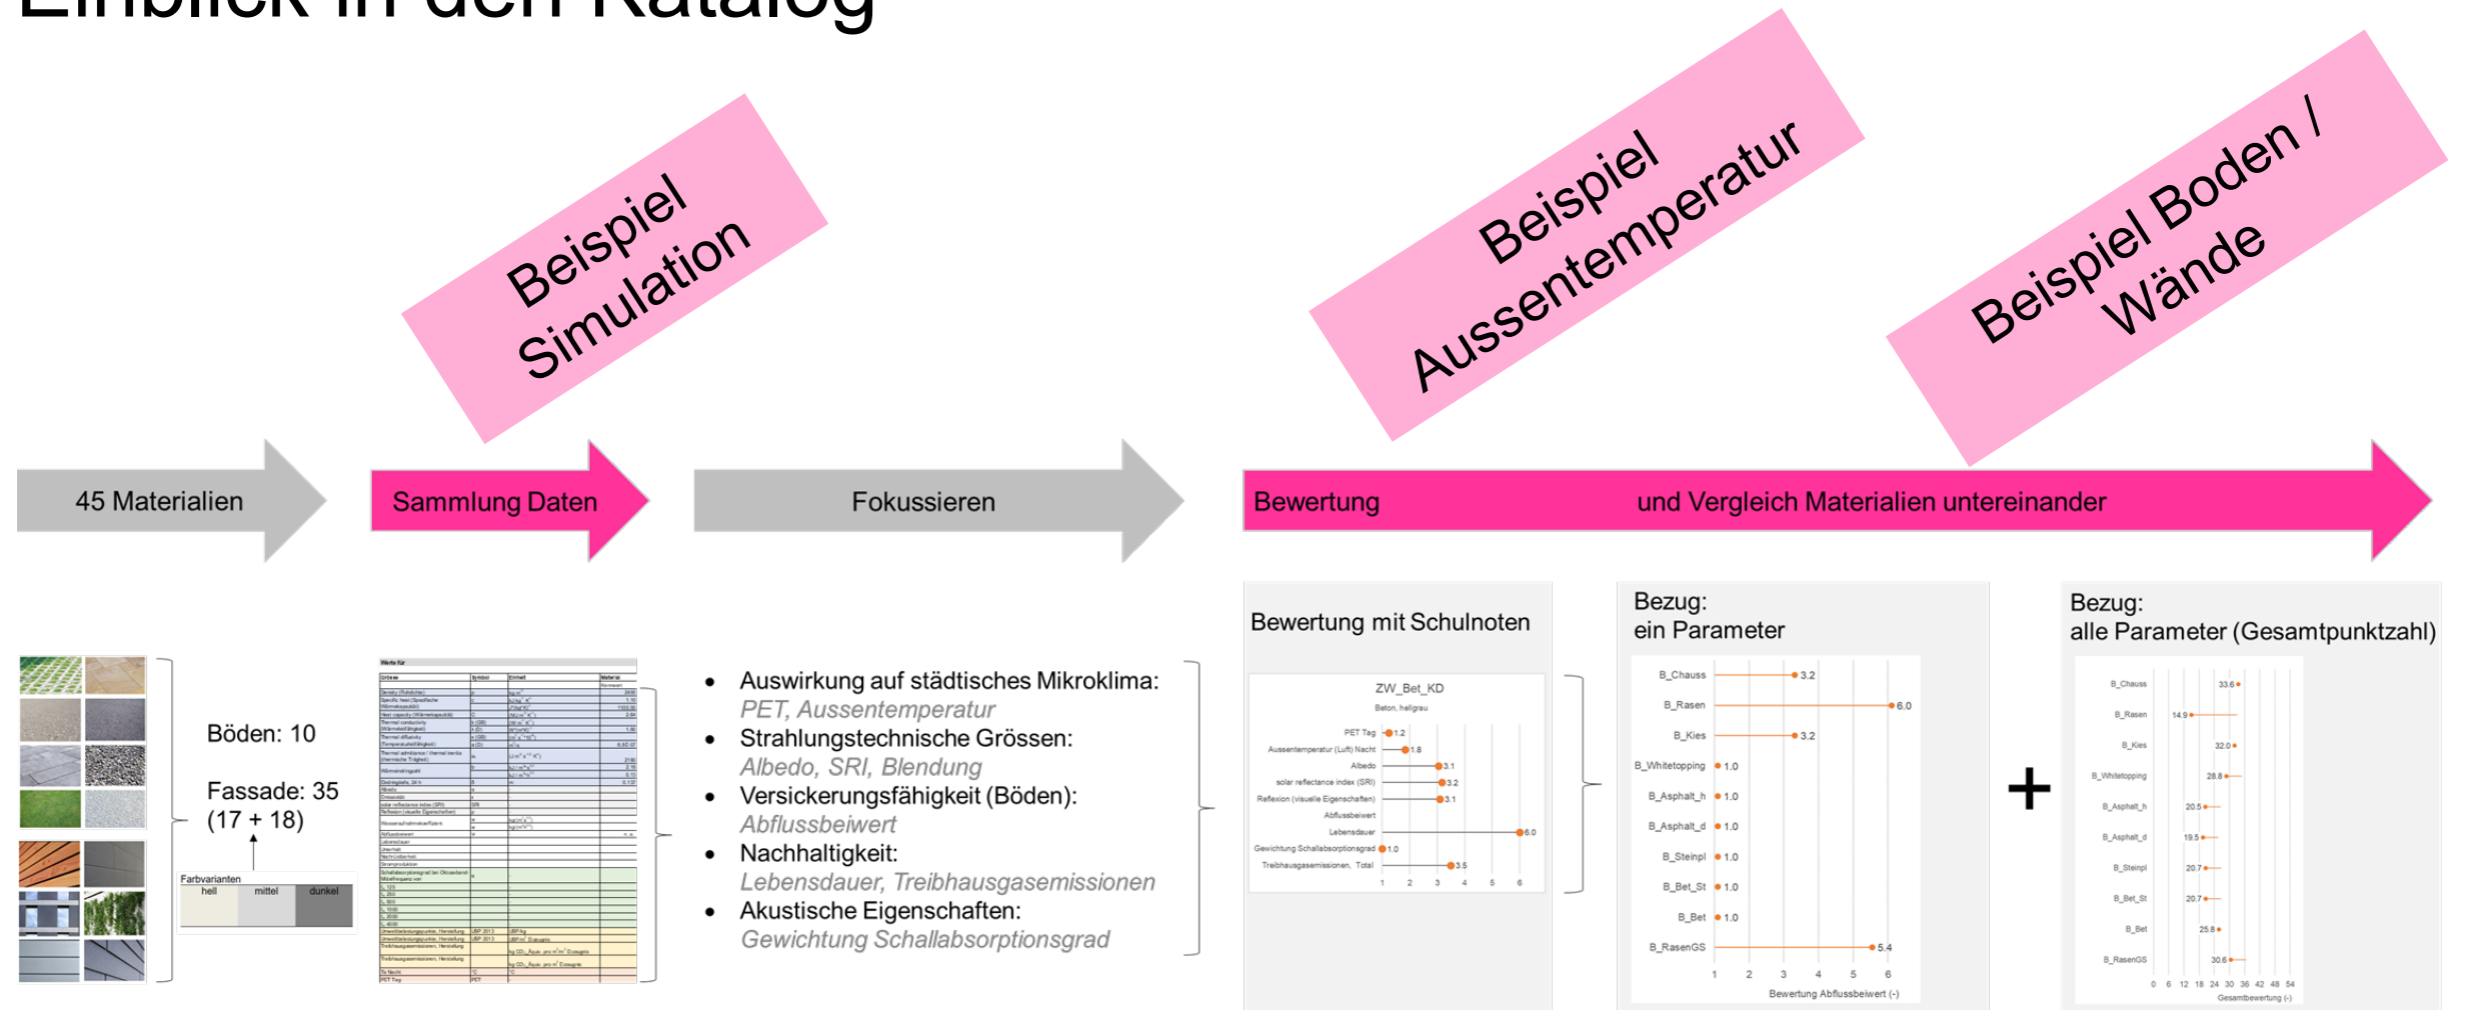 Einblick in den Katalog
Beispiel
Simulation
Beispiel
Aussentemperatur
Beispiel Boden /
Wände
45 Materialien
Sammlung Daten
Fokussieren
Bewertung
und Vergleich Materialien untereinander
Böden: 10
Fassade: 35
(17 + 18)
Farbvarianten
hell mittel dunkel
Werte für
Grösse Symbol Einheit Material
• Auswirkung auf städtisches Mikroklima:
PET, Aussentemperatur
• Strahlungstechnische Grössen:
Albedo, SRI, Blendung
• Versickerungsfähigkeit (Böden):
Abflussbeiwert
• Nachhaltigkeit:
Lebensdauer, Treibhausgasemissionen
• Akustische Eigenschaften:
Gewichtung Schallabsorptionsgrad
Bewertung mit Schulnoten
ZW_Bet_KD
Beton, hellgrau
PET Tag 1.2
Aussentemperatur (Luft) Nacht 1.8
Albedo 3.1
solar reflectance index (SRI) 3.2
Reflexion (visuelle Eigenschaften) 3.1
Abflussbeiwert
Lebensdauer 6.0
Gewichtung Schallabsorptionsgrad 1.0
Treibhausgasemissionen, Total 3.5
1 2 3 4 5 6
Bezug:
ein Parameter
B_Chauss 3.2
B_Rasen 6.0
B_Kies 3.2
B_Whitetopping 1.0
B_Asphalt_h 1.0
B_Asphalt_d 1.0
B_Steinpl 1.0
B_Bet_St 1.0
B_Bet 1.0
B_RasenGS 5.4
1 2 3 4 5 6
Bewertung Abflussbeiwert (-)
+
Bezug:
alle Parameter (Gesamtpunktzahl)
B_Chauss 33.6
B_Rasen 14.9
B_Kies 32.0
B_Whitetopping 28.8
B_Asphalt_h 20.5
B_Asphalt_d 19.5
B_Steinpl 20.7
B_Bet_St 20.7
B_Bet 25.8
B_RasenGS 30.6
0 6 12 18 24 30 36 42 48 54
Gesamtbewertung (-)